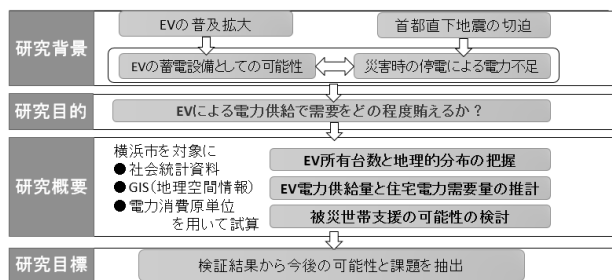 研究背景
EVの普及拡大
首都直下地震の切迫
EVの蓄電設備としての可能性
災害時の停電による電力不足
研究目的
EVによる電力供給で需要をどの程度賄えるか？
研究概要
横浜市を対象に
●社会統計資料
●GIS(地理空間情報)
●電力消費原単位
を用いて試算
EV所有台数と地理的分布の把握
EV電力供給量と住宅電力需要量の推計
被災世帯支援の可能性の検討
研究目標
検証結果から今後の可能性と課題を抽出